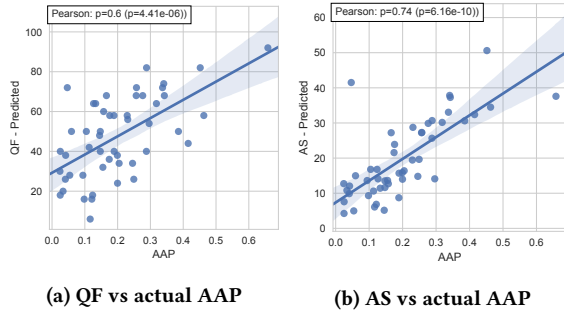 Pearson: p=0.6 (p=4.41e-06))
100
80
60
40
20
QF - Predicted
0.0 0.1 0.2 0.3 0.4 0.5 0.6
AAP
(a) QF vs actual AAP
Pearson: p=0.74 (p=6.16e-10))
60
50
40
30
20
10
0
AS - Predicted
0.0 0.1 0.2 0.3 0.4 0.5 0.6
AAP
(b) AS vs actual AAP